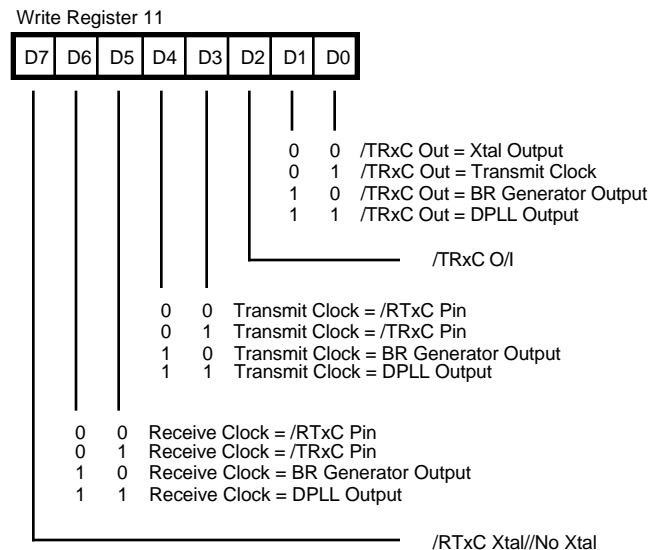 Write Register 11
D7 D6 D5 D4 D3 D2 D1 D0
0 0 /TRxC Out = Xtal Output
0 1 /TRxC Out = Transmit Clock
1 0 /TRxC Out = BR Generator Output
1 1 /TRxC Out = DPLL Output
/TRxC O/I
0 0 Transmit Clock = /RTxC Pin
0 1 Transmit Clock = /TRxC Pin
1 0 Transmit Clock = BR Generator Output
1 1 Transmit Clock = DPLL Output
0 0 Receive Clock = /RTxC Pin
0 1 Receive Clock = /TRxC Pin
1 0 Receive Clock = BR Generator Output
1 1 Receive Clock = DPLL Output
/RTxC Xtal//No Xtal